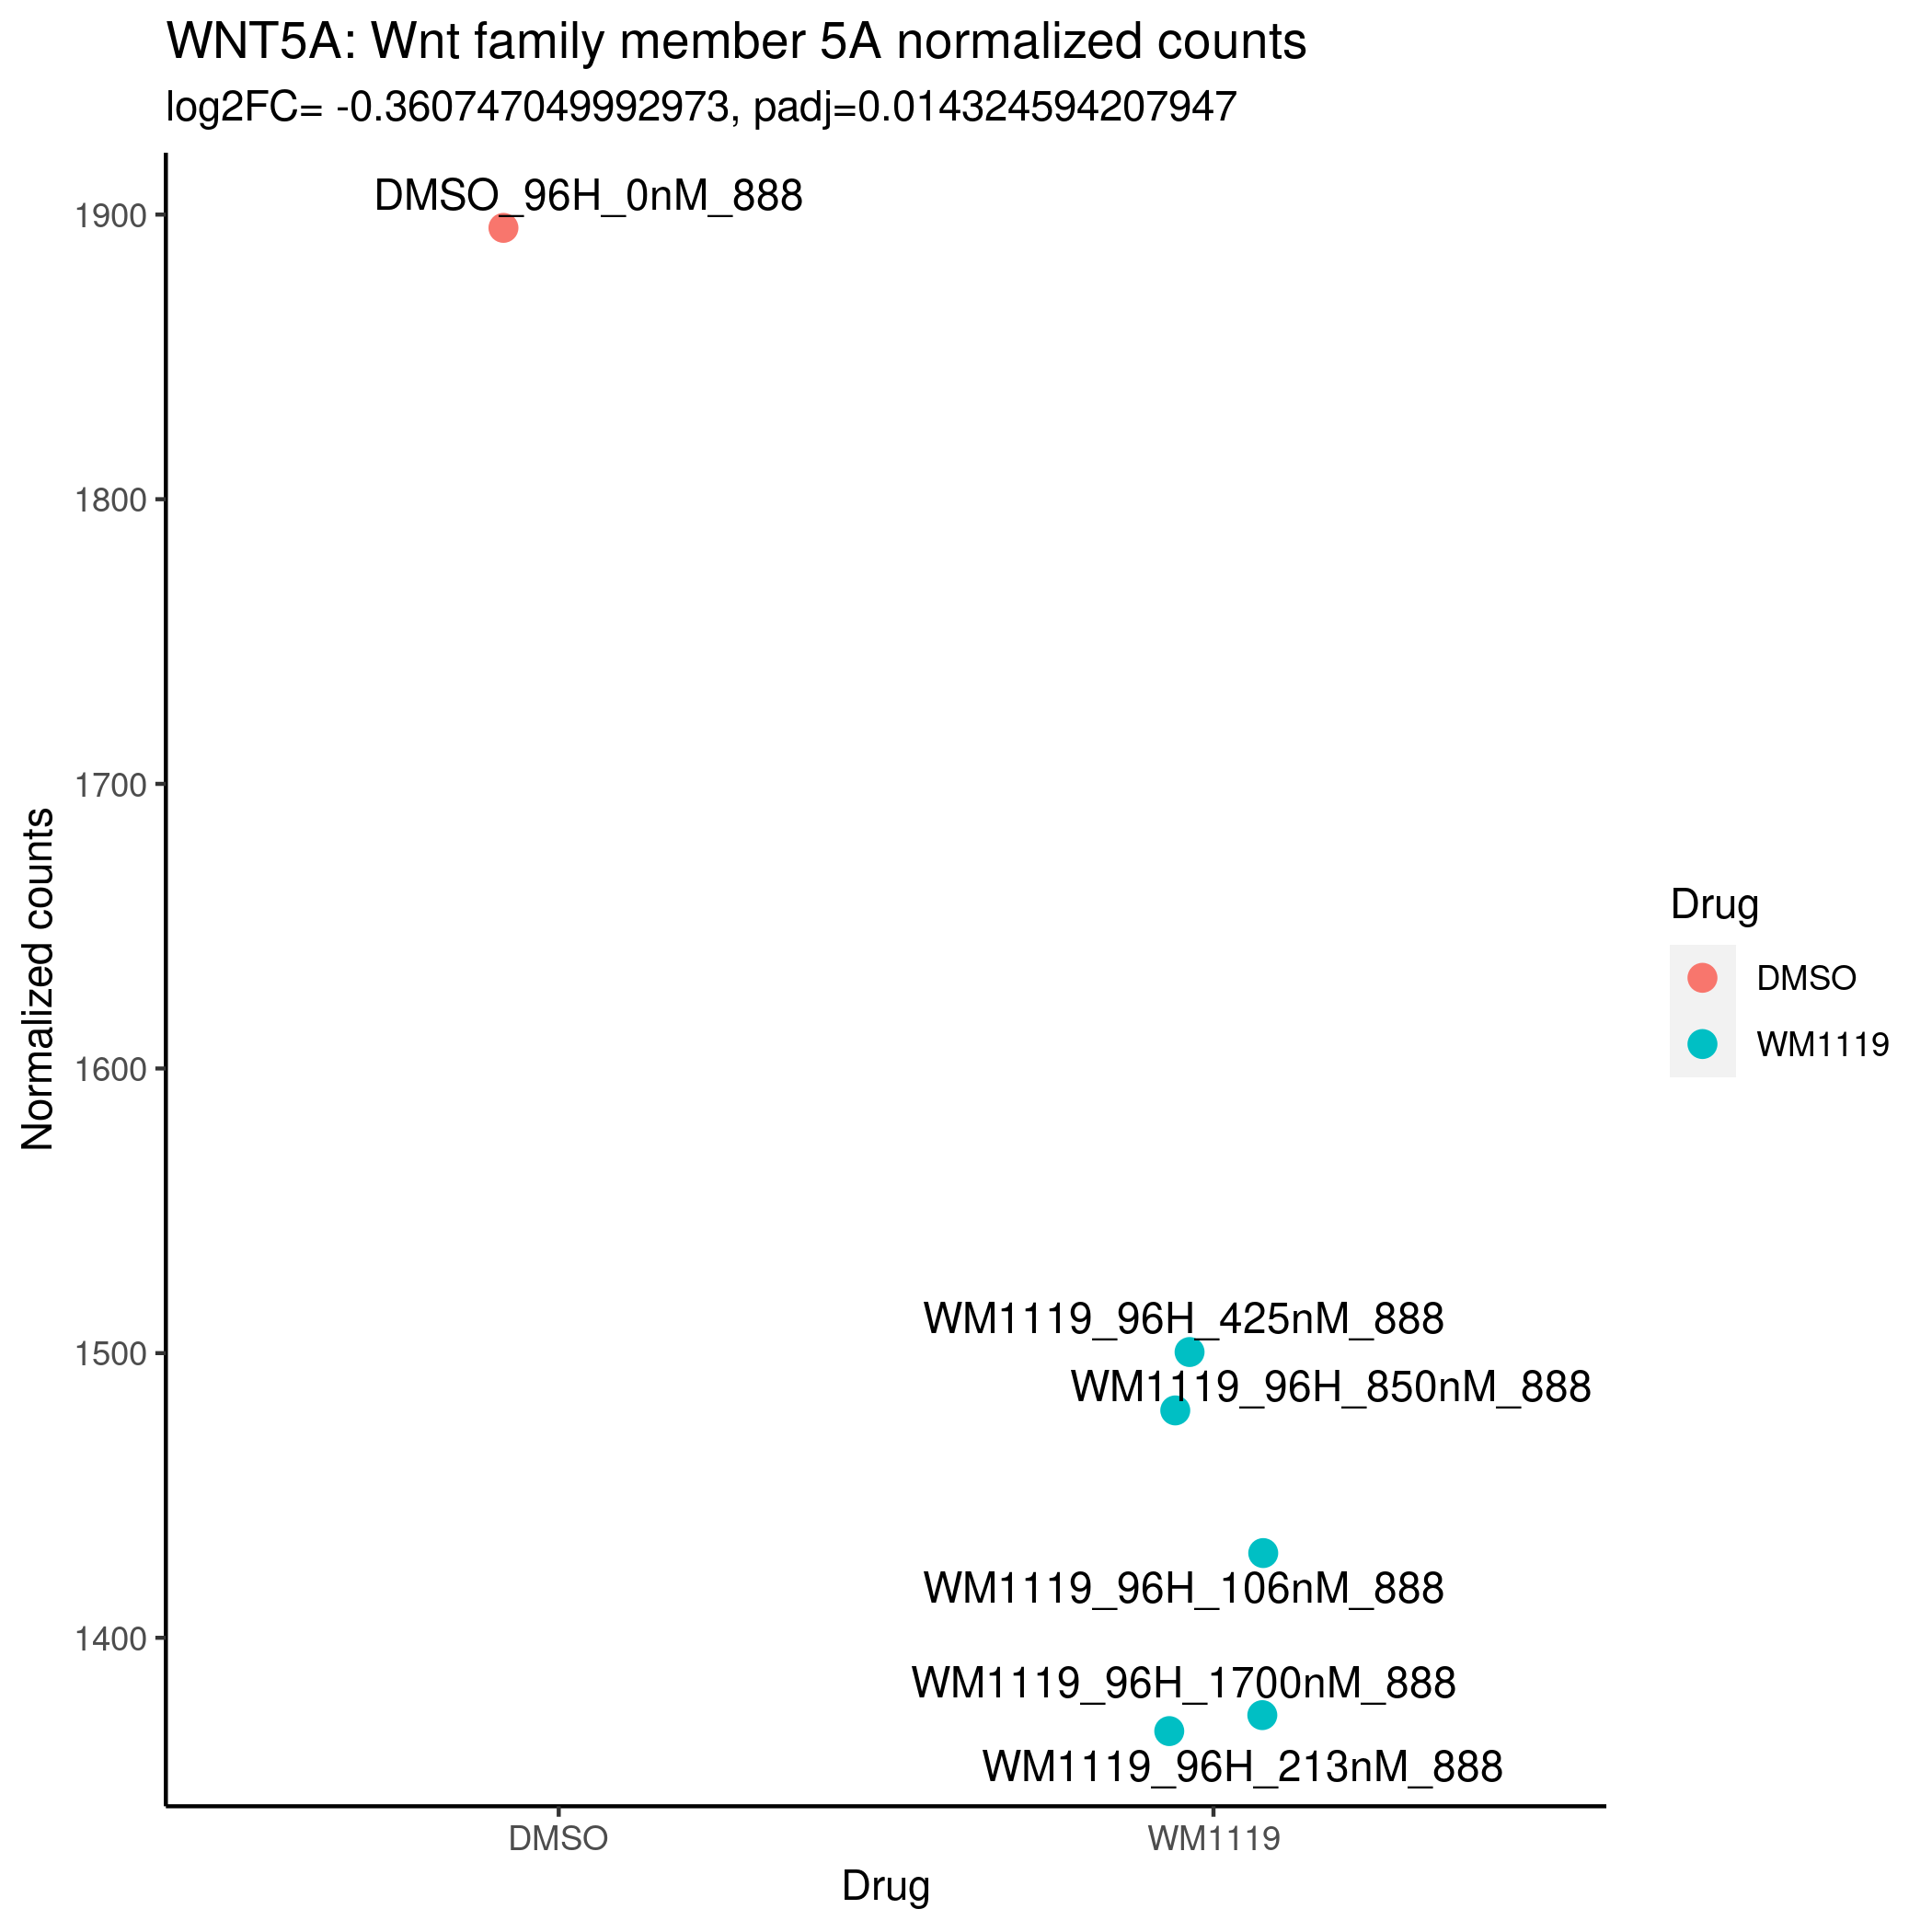 WNT5A: Wnt family member 5A normalized counts
log2FC= -0.360747049992973, padj=0.014324594207947
Normalized counts
1900
1800
1700
1600
1500
1400
DMSO_96H_0nM_888
WM1119_96H_425nM_888
WM1119_96H_850nM_888
WM1119_96H_106nM_888
WM1119_96H_1700nM_888
WM1119_96H_213nM_888
DMSO
WM1119
Drug
Drug
DMSO
WM1119